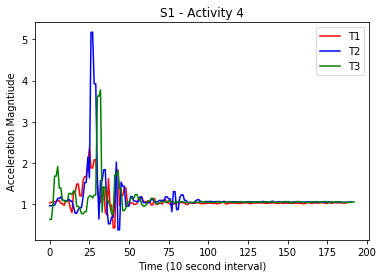 S1 - Activity 4
Acceleration Magntiude
5
4
3
2
1
T1
T2
T3
0
25
50
75
100
125
150
175
200
Time (10 second interval)